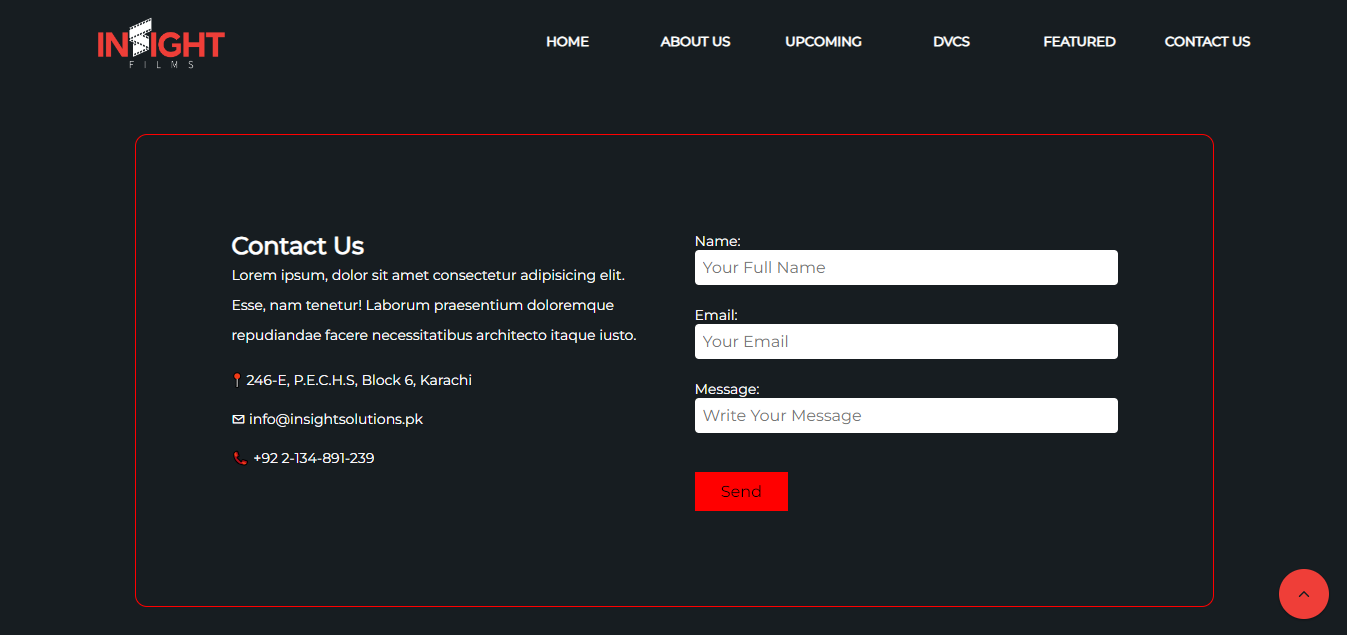 INSIGHT
FILMS
HOME ABOUT US UPCOMING DVCS FEATURED CONTACT US
Contact Us
Lorem ipsum, dolor sit amet consectetur adipisicing elit.
Esse, nam tenetur! Laborum praesentium doloremque
repudiandae facere necessitatibus architecto itaque iusto.
246-E, P.E.C.H.S, Block 6, Karachi
info@insightsolutions.pk
+92 2-134-891-239
Name:
Your Full Name
Email:
Your Email
Message:
Write Your Message
Send